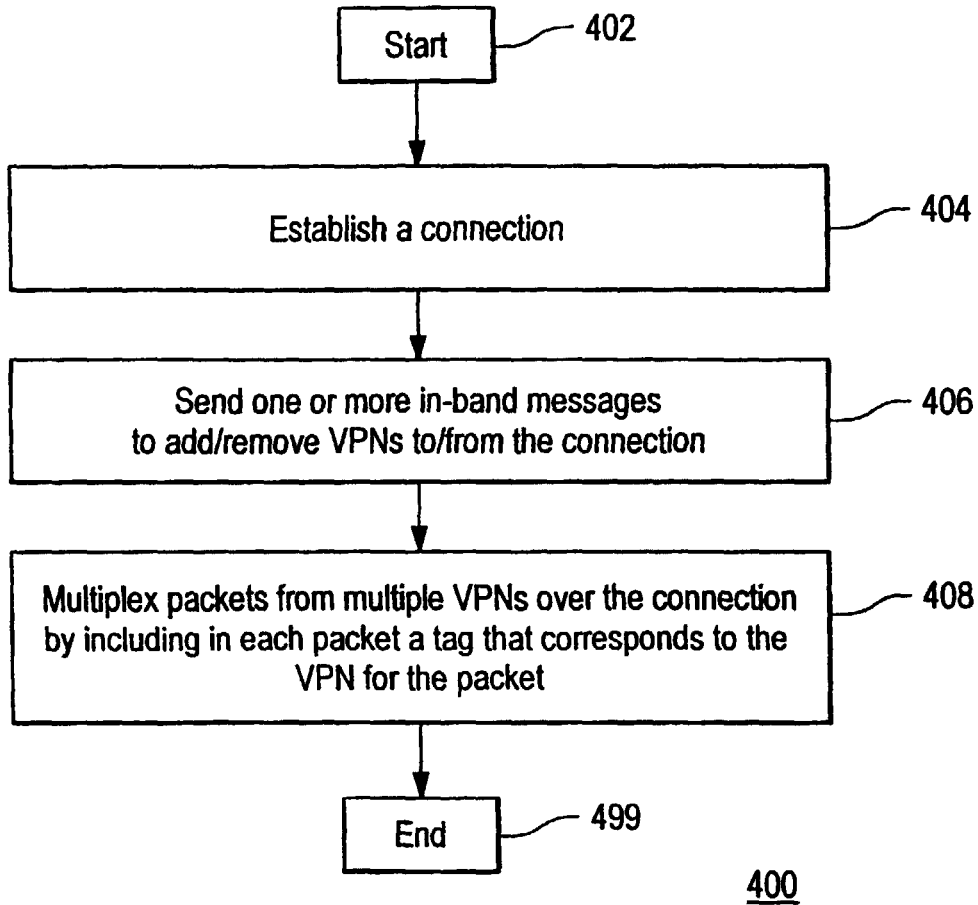 Start
402
Establish a connection
404
Send one or more in-band messages
to add/remove VPNs to/from the connection
406
Multiplex packets from multiple VPNs over the connection
by including in each packet a tag that corresponds to the
VPN for the packet
408
End
499
400